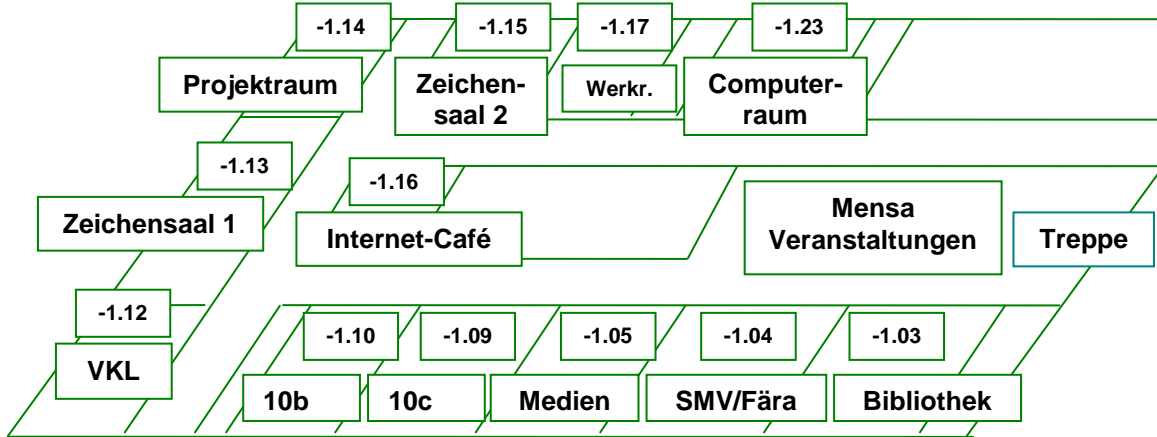 -1.14
-1.15
-1.17
-1.23
Projektraum
Zeichen-
saal 2
Werkr.
Computer-
raum
-1.13
-1.16
Zeichensaal 1
Internet-Café
Mensa
Veranstaltungen
Treppe
-1.12
-1.10
-1.09
-1.05
-1.04
-1.03
VKL
10b
10c
Medien
SMV/Fära
Bibliothek